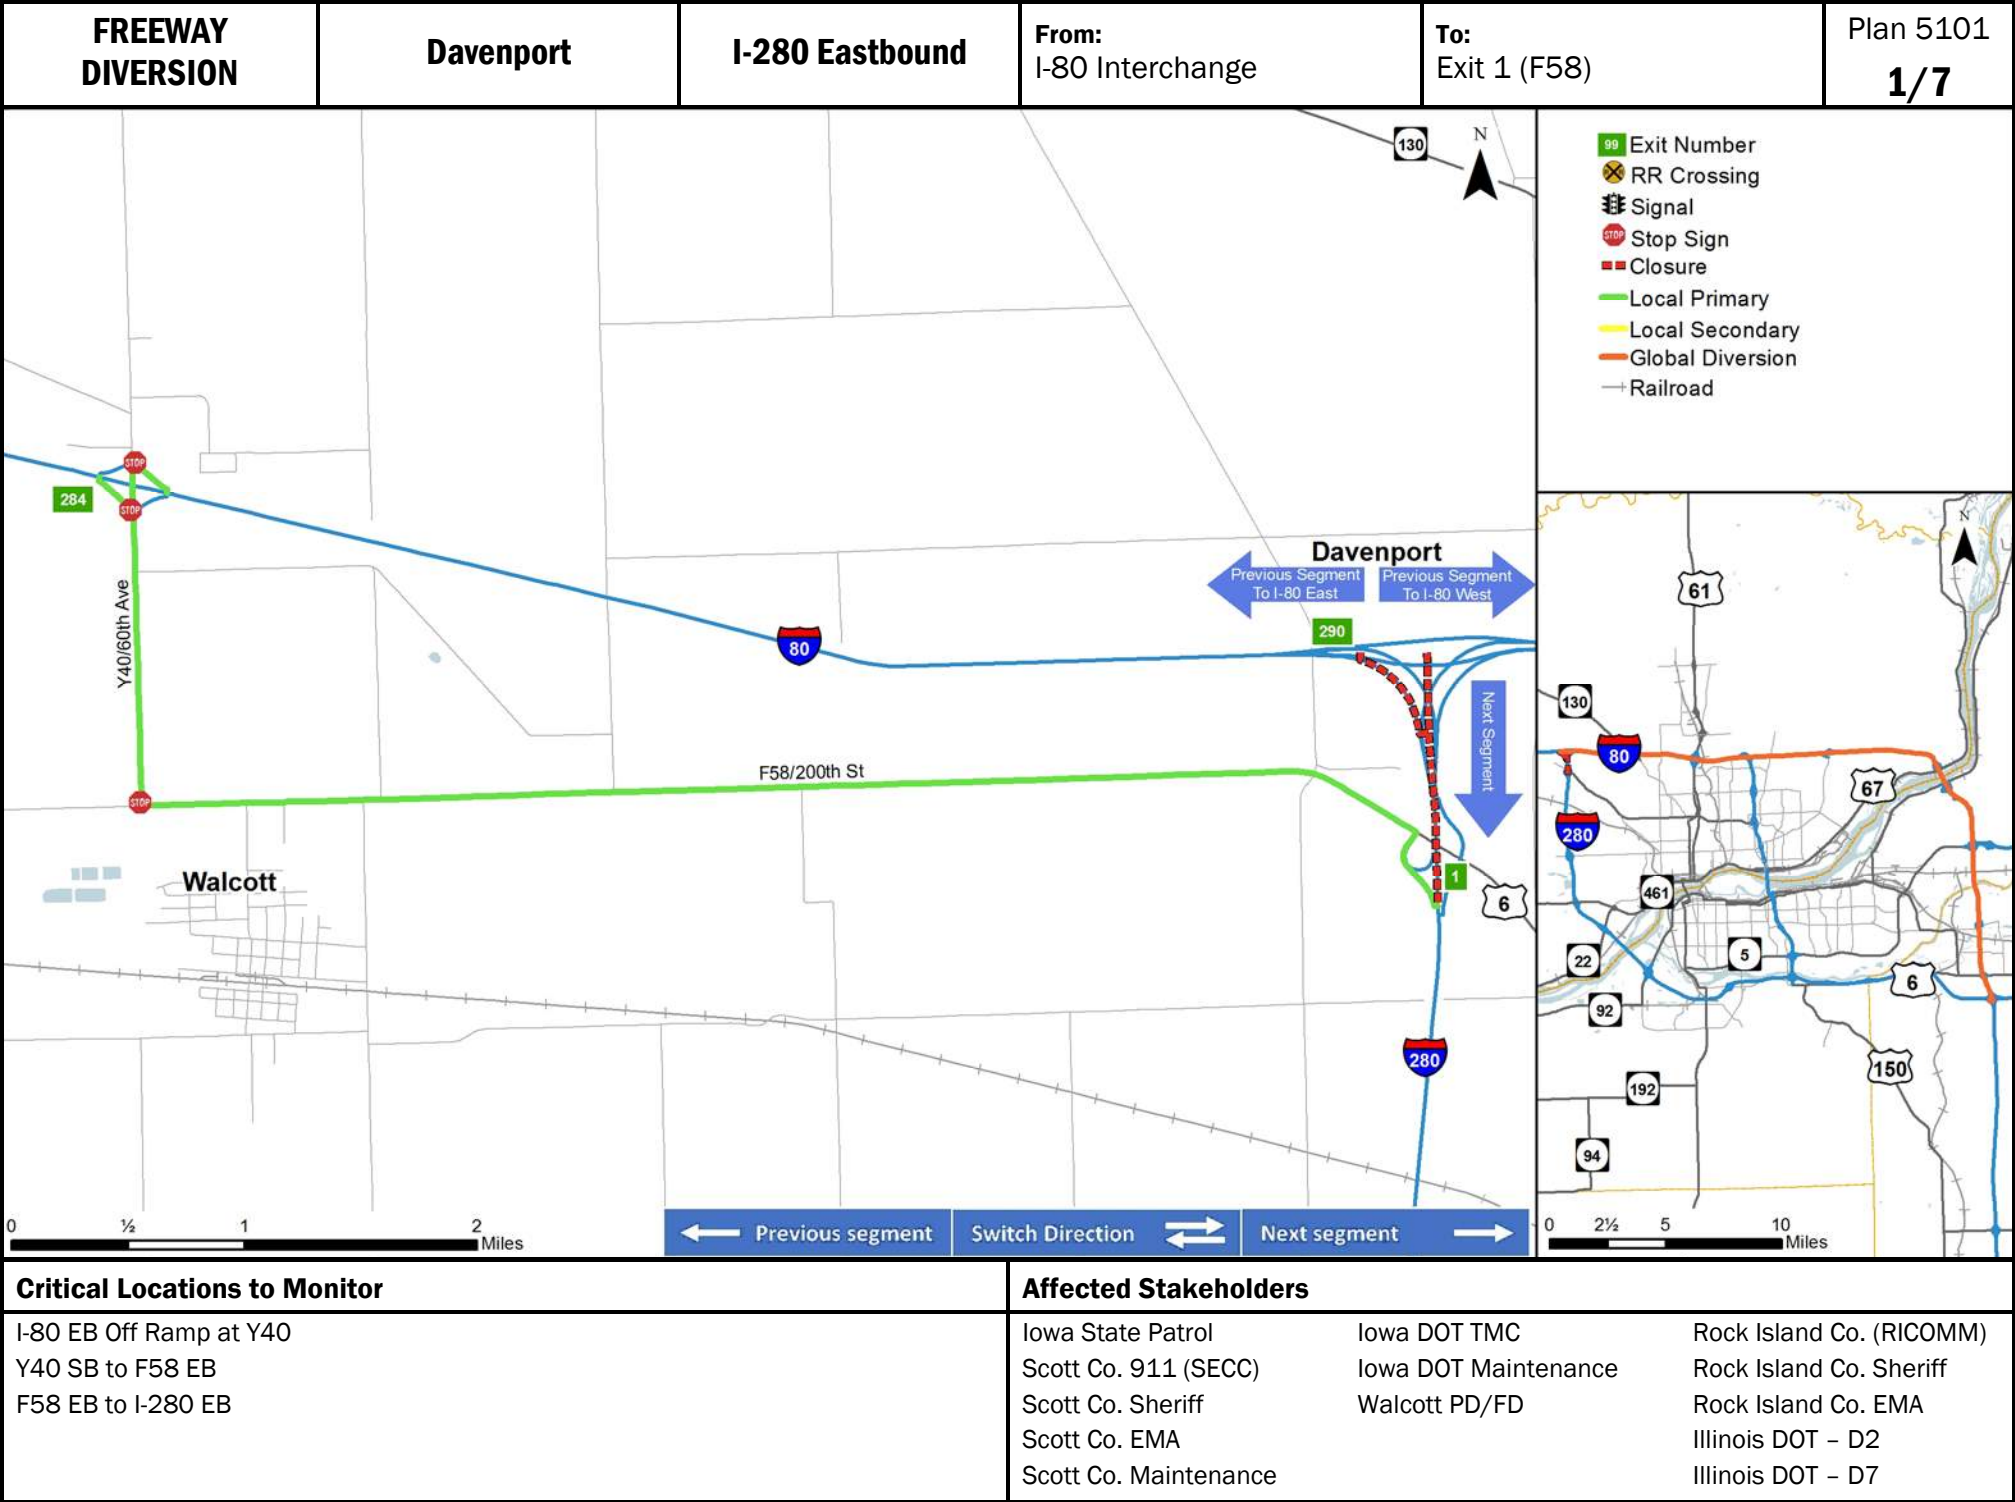 FREEWAY
DIVERSION
Davenport
I-280 Eastbound
From:
I-80 Interchange
To:
Exit 1 (F58)
Plan 5101
1/7
130
N
99 Exit Number
RR Crossing
Signal
STOP Stop Sign
Closure
Local Primary
Local Secondary
Global Diversion
Railroad
STOP
284
STOP
Y40/60th Ave
80
Davenport
Previous Segment
To I-80 East
Previous Segment
To I-80 West
290
Next Segment
F58/200th St
STOP
Walcott
1
6
280
0 ½ 1 2
Miles
Previous segment
Switch Direction
Next segment
N
61
130
80
67
280
461
22
5
6
92
150
192
94
0 2½ 5 10
Miles
Critical Locations to Monitor
I-80 EB Off Ramp at Y40
Y40 SB to F58 EB
F58 EB to I-280 EB
Affected Stakeholders
Iowa State Patrol
Scott Co. 911 (SECC)
Scott Co. Sheriff
Scott Co. EMA
Scott Co. Maintenance
Iowa DOT TMC
Iowa DOT Maintenance
Walcott PD/FD
Rock Island Co. (RICOMM)
Rock Island Co. Sheriff
Rock Island Co. EMA
Illinois DOT – D2
Illinois DOT – D7